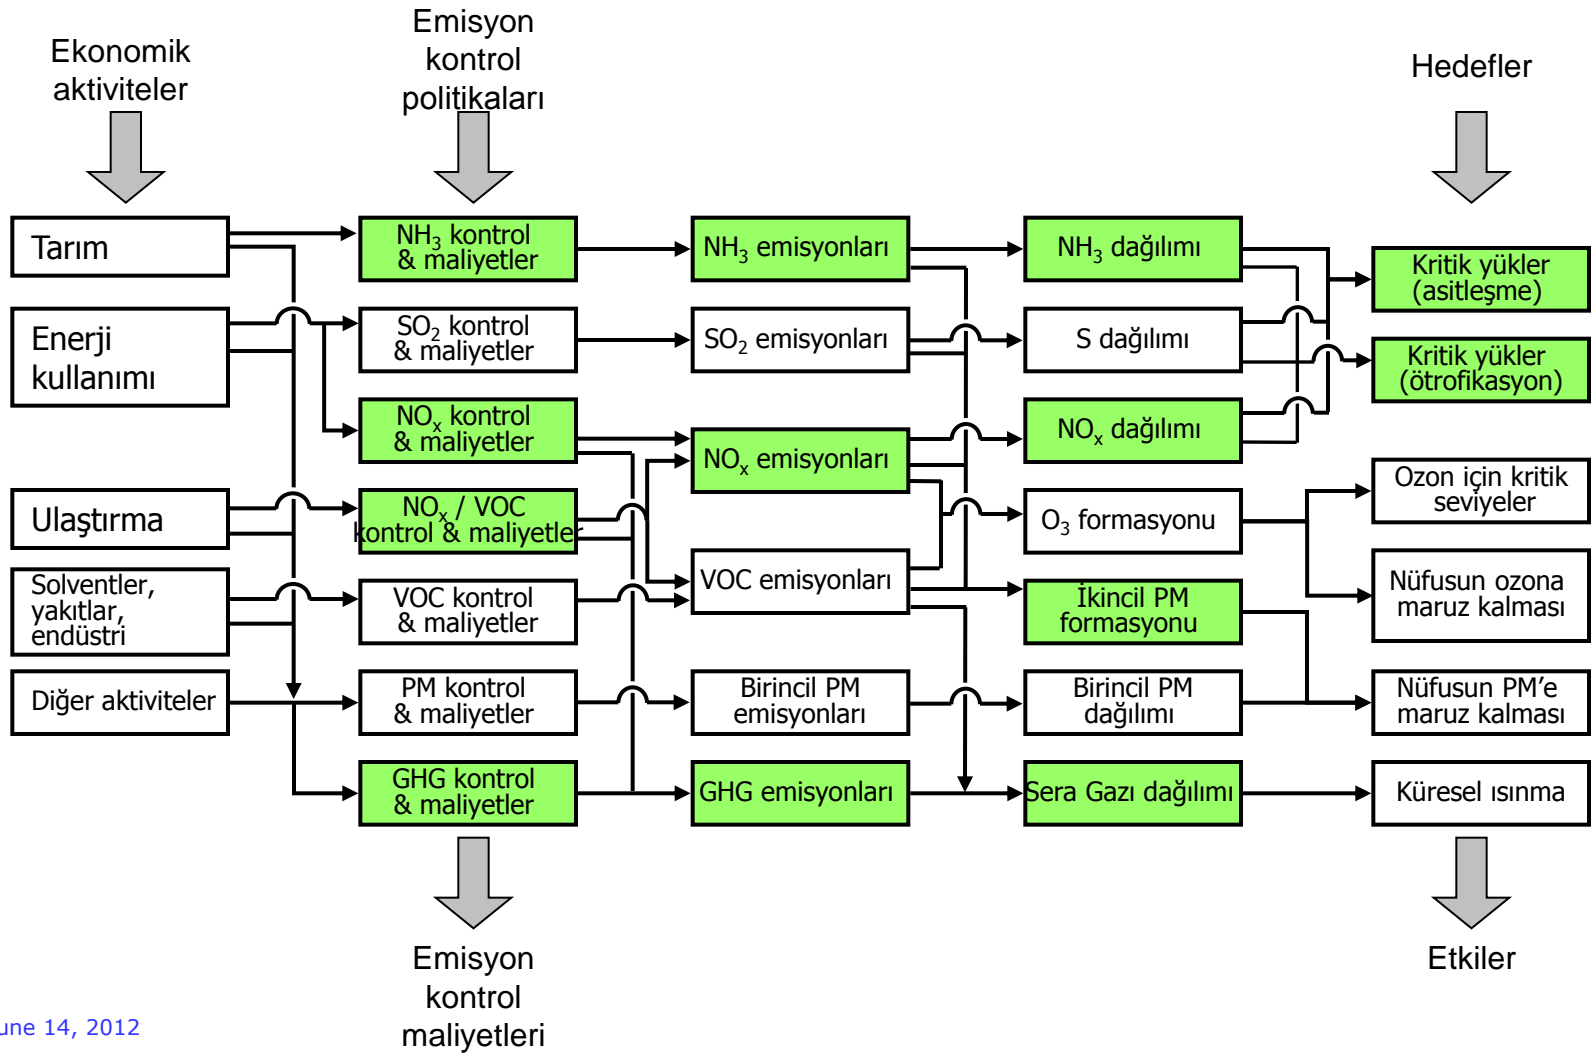 Ekonomik
aktiviteler
Emisyon
kontrol
politikaları
Hedefler
Tarım
Enerji
kullanımı
Ulaştırma
Solventler,
yakıtlar,
endüstri
Diğer aktiviteler
NH3 kontrol
& maliyetler
SO2 kontrol
& maliyetler
NOx kontrol
& maliyetler
NOx / VOC
kontrol & maliyetler
VOC kontrol
& maliyetler
PM kontrol
& maliyetler
GHG kontrol
& maliyetler
NH3 emisyonları
SO2 emisyonları
NOx emisyonları
VOC emisyonları
Birincil PM
emisyonları
GHG emisyonları
NH3 dağılımı
S dağılımı
NOx dağılımı
O3 formasyonu
İkincil PM
formasyonu
Birincil PM
dağılımı
Sera Gazı dağılımı
Kritik yükler
(asitleşme)
Kritik yükler
(ötrofikasyon)
Ozon için kritik
seviyeler
Nüfusun ozona
maruz kalması
Nüfusun PM’e
maruz kalması
Küresel ısınma
Emisyon
kontrol
maliyetleri
Etkiler
une 14, 2012